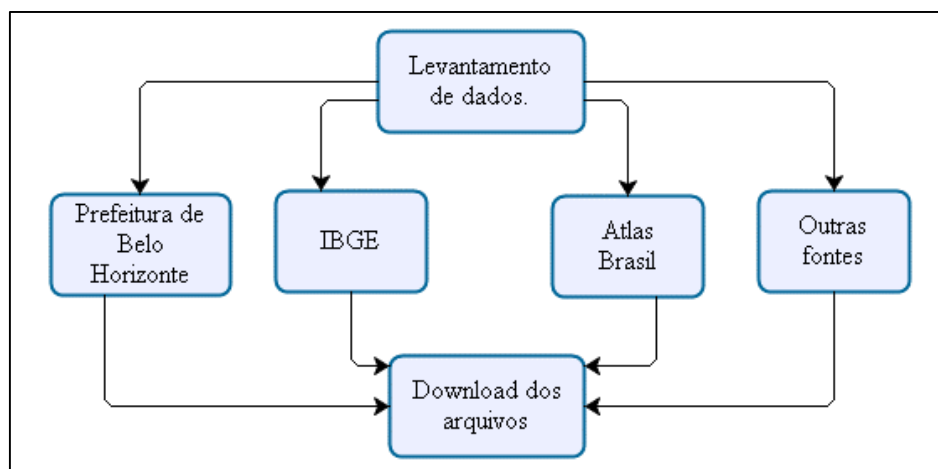 Levantamento
de dados.
Prefeitura de
Belo
Horizonte
IBGE
Atlas
Brasil
Outras
fontes
Download dos
arquivos